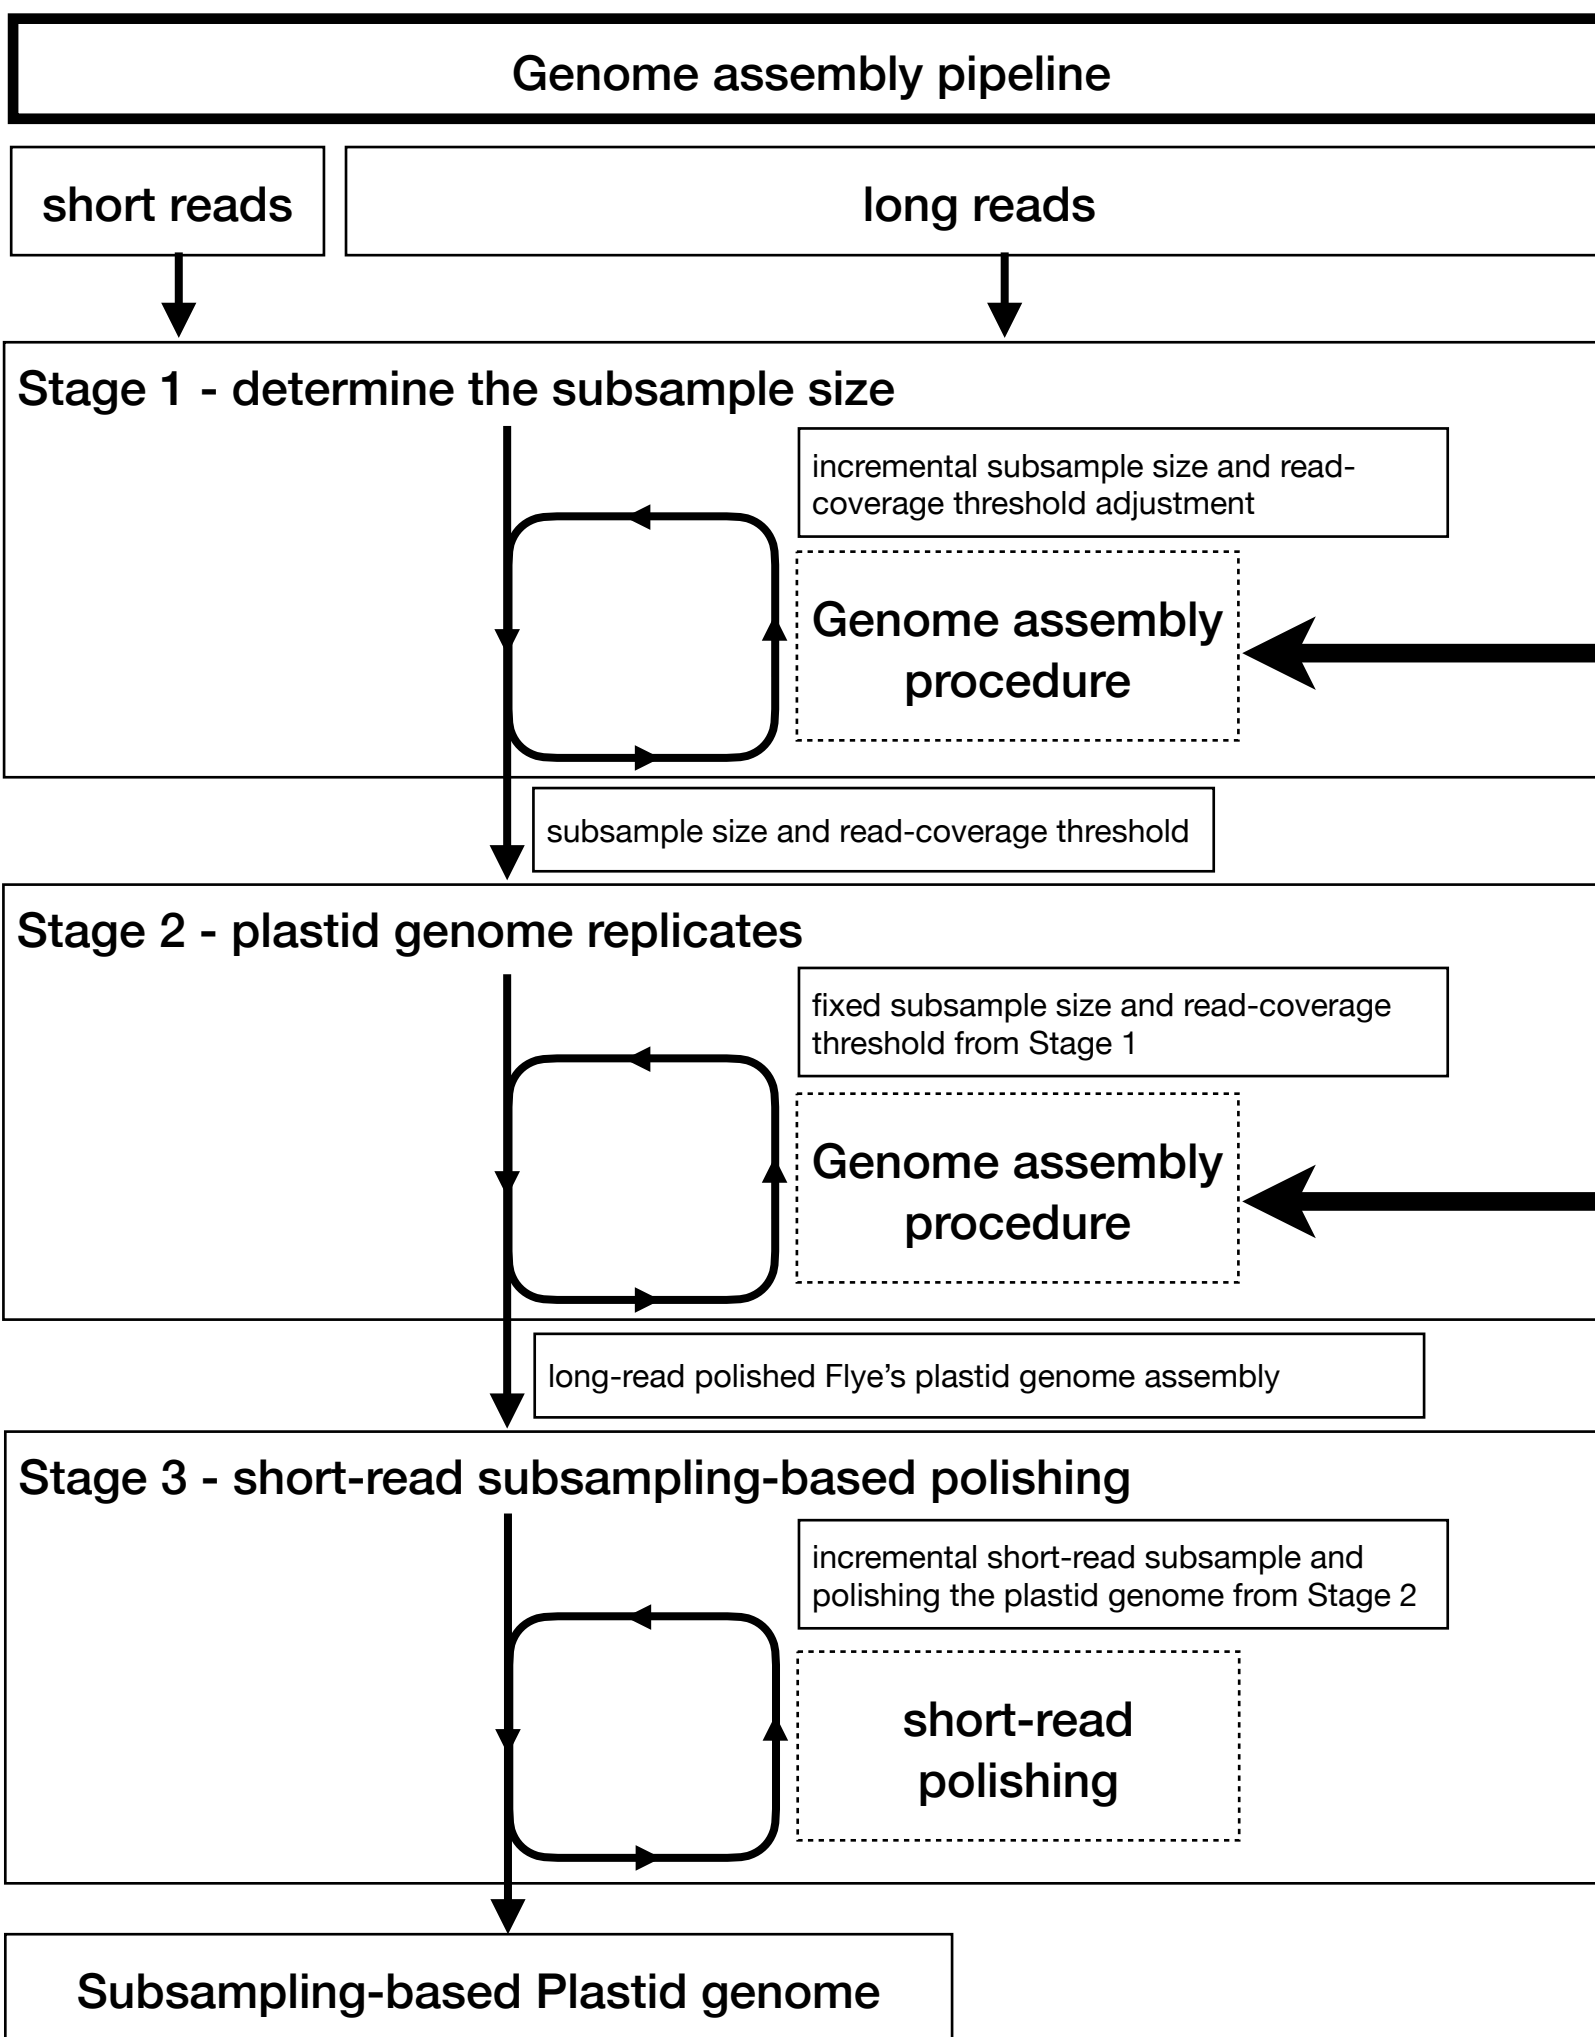 Genome assembly pipeline
short reads
long reads
Stage 1 - determine the subsample size
incremental subsample size and read-
coverage threshold adjustment
Genome assembly
procedure
subsample size and read-coverage threshold
Stage 2 - plastid genome replicates
fixed subsample size and read-coverage
threshold from Stage 1
Genome assembly
procedure
long-read polished Flye’s plastid genome assembly
Stage 3 - short-read subsampling-based polishing
incremental short-read subsample and
polishing the plastid genome from Stage 2
short-read
polishing
Subsampling-based Plastid genome